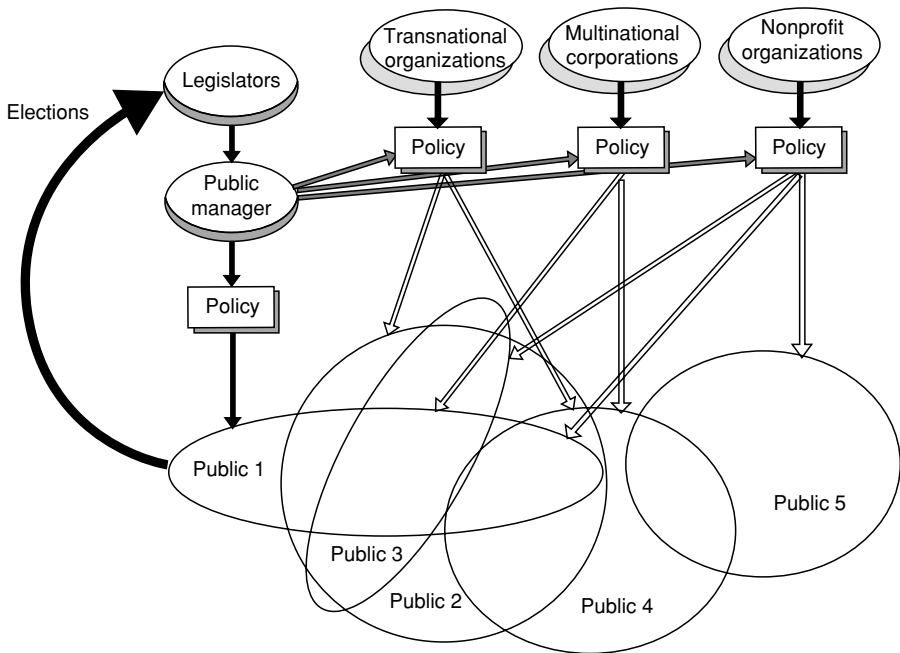 Transnational
organizations
Multinational
corporations
Nonprofit
organizations
Legislators
Elections
Policy
Policy
Policy
Public
manager
Policy
Public 1
Public 5
Public 3
Public 2
Public 4